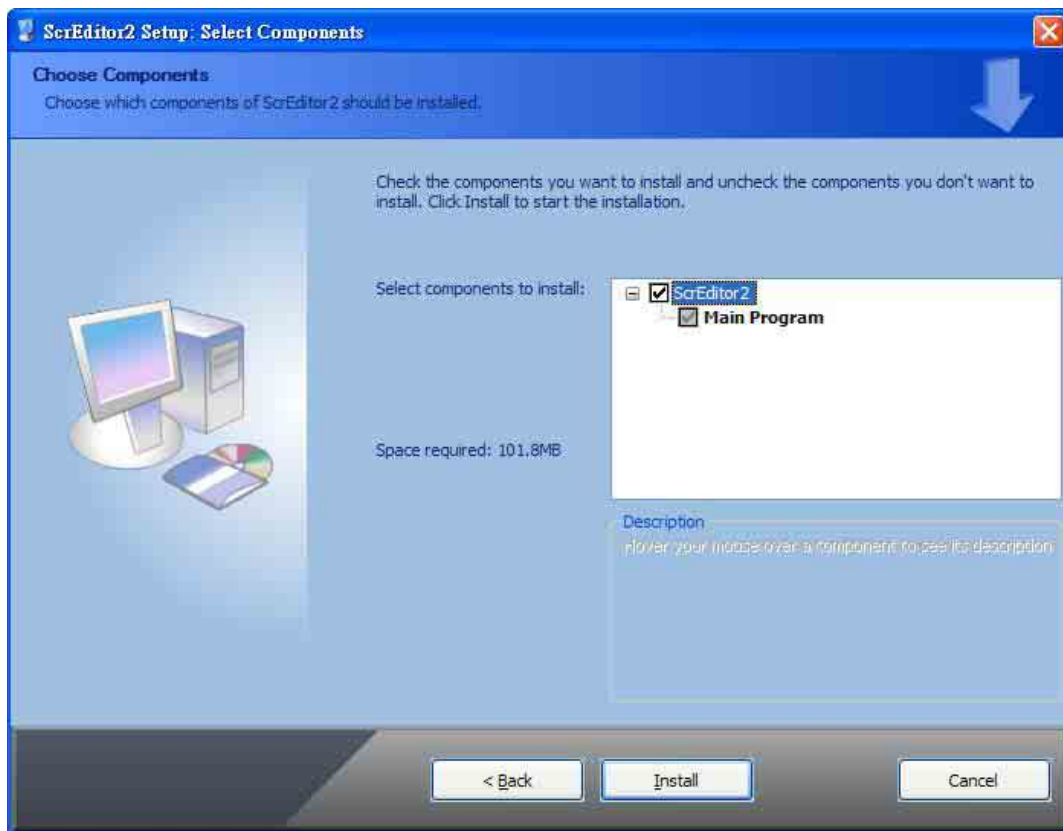 ScrEditor2 Setup: Select Components
Choose Components
Choose which components of ScrEditor2 should be installed.
Check the components you want to install and uncheck the components you don't want to
install. Click Install to start the installation.
Select components to install:
ScrEditor2
Main Program
Space required: 101.8MB
Description
Hover your mouse over a component to see its description
< Back
Install
Cancel